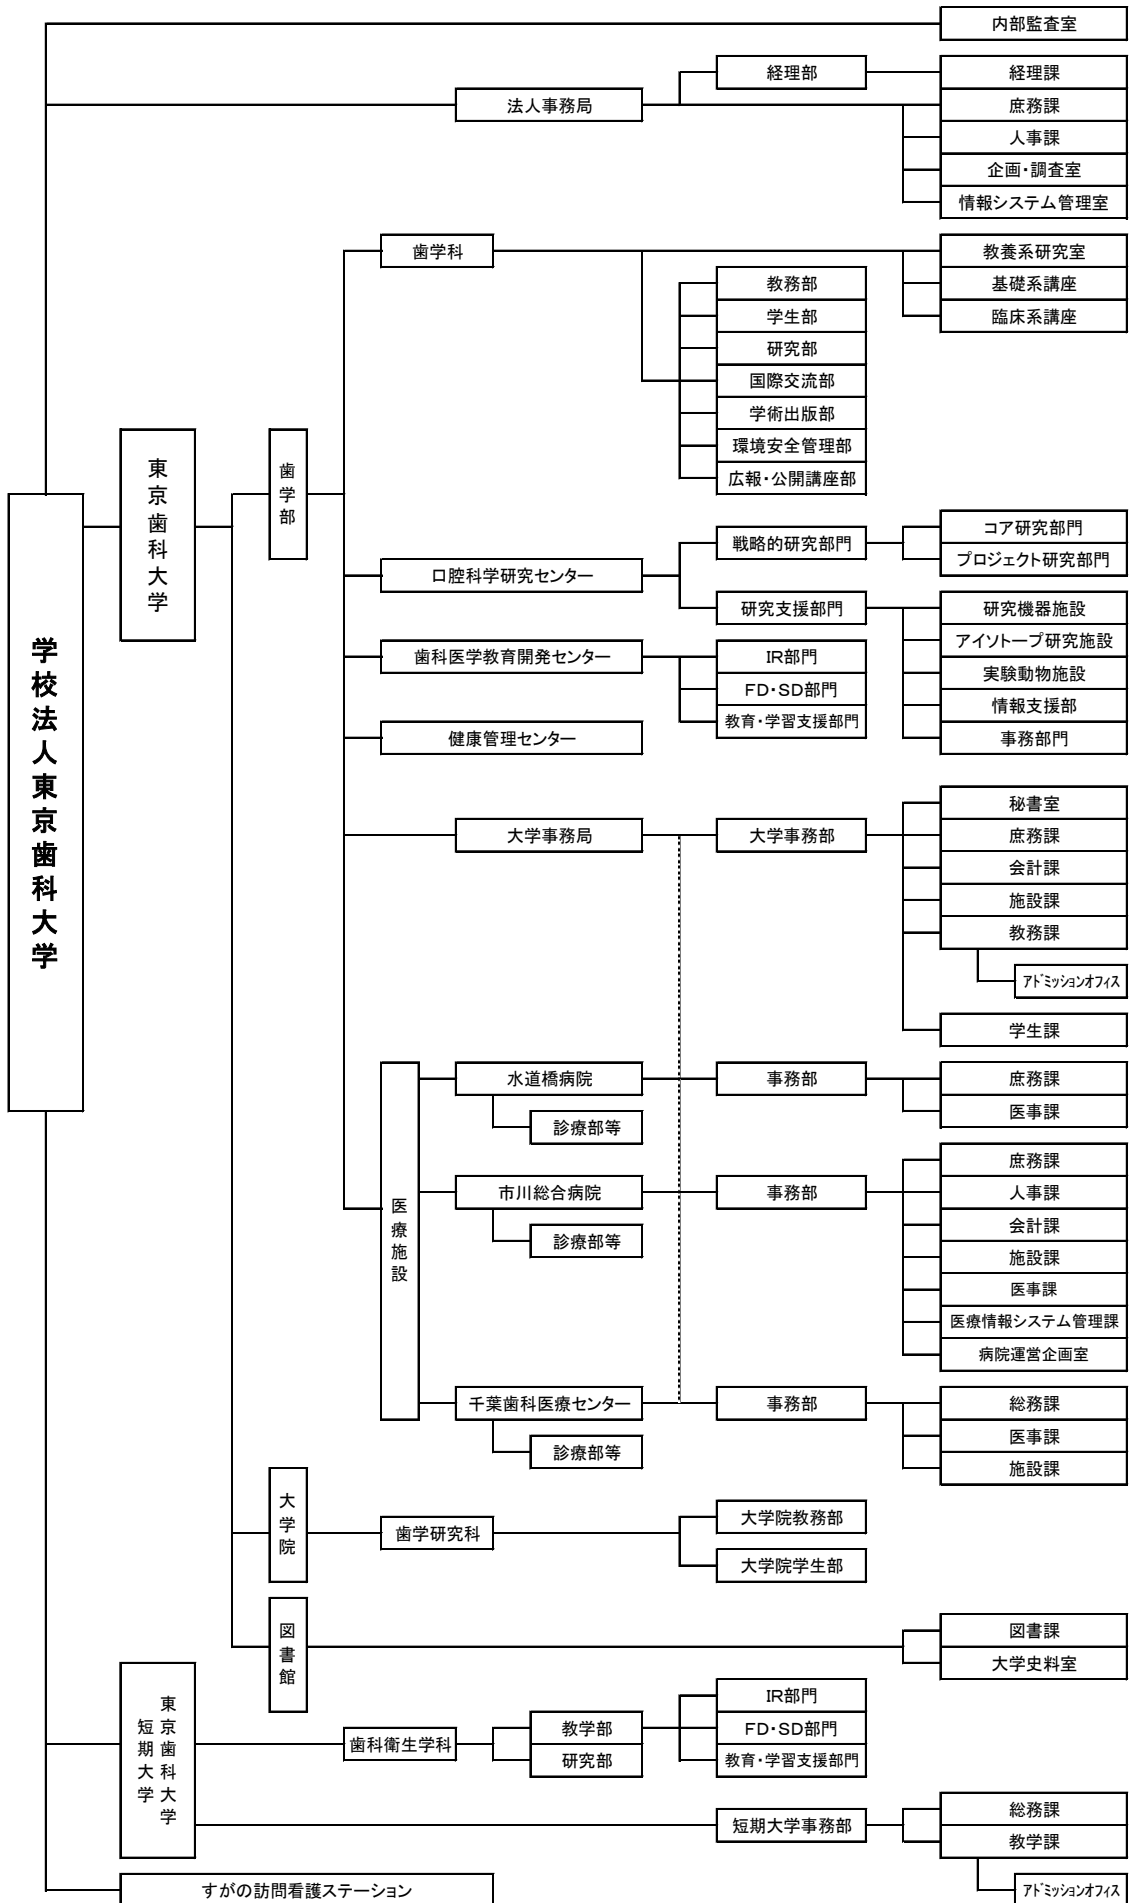 内部監査室
経理部
経理課
法人事務局
庶務課
人事課
企画・調査室
情報システム管理室
歯学科
教養系研究室
教務部
基礎系講座
学生部
臨床系講座
研究部
国際交流部
学術出版部
環境安全管理部
広報・公開講座部
東京歯科大学
歯学部
学校法人東京歯科大学
戦略的研究部門
コア研究部門
プロジェクト研究部門
口腔科学研究センター
研究支援部門
研究機器施設
アイソトープ研究施設
実験動物施設
情報支援部
事務部門
歯科医学教育開発センター
IR部門
FD・SD部門
教育・学習支援部門
健康管理センター
大学事務局
大学事務部
秘書室
庶務課
会計課
施設課
教務課
アドミッションオフィス
学生課
医療施設
水道橋病院
事務部
庶務課
医事課
診療部等
市川総合病院
事務部
庶務課
人事課
会計課
施設課
医事課
医療情報システム管理課
病院運営企画室
診療部等
千葉歯科医療センター
事務部
総務課
医事課
施設課
診療部等
大学院
歯学研究科
大学院教務部
大学院学生部
図書館
図書課
大学史料室
東京歯科大学
短期大学
歯科衛生学科
教学部
研究部
IR部門
FD・SD部門
教育・学習支援部門
短期大学事務部
総務課
教学課
アドミッションオフィス
すがの訪問看護ステーション